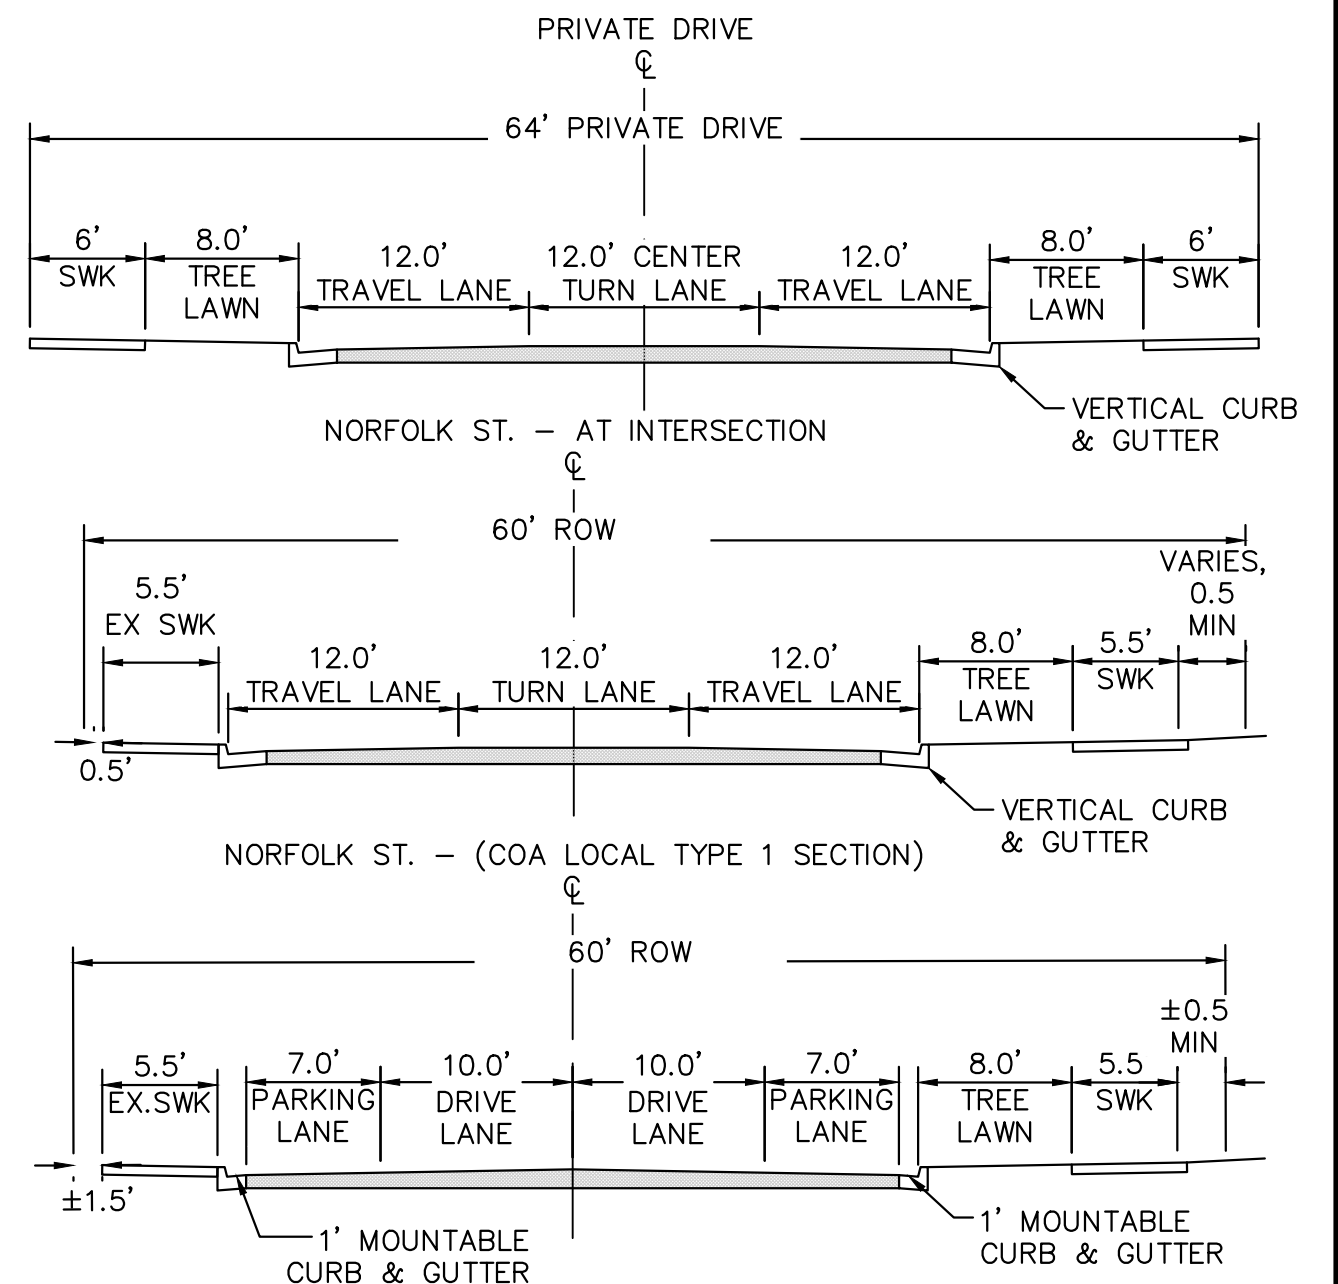 PRIVATE DRIVE
℄
64' PRIVATE DRIVE
6'
SWK
8.0'
TREE
LAWN
12.0'
TRAVEL LANE
12.0' CENTER
TURN LANE
12.0'
TRAVEL LANE
8.0'
TREE
LAWN
6'
SWK
VERTICAL CURB
& GUTTER
NORFOLK ST. – AT INTERSECTION
℄
60' ROW
5.5'
EX SWK
12.0'
TRAVEL LANE
12.0'
TURN LANE
12.0'
TRAVEL LANE
8.0'
TREE
LAWN
5.5'
SWK
VARIES,
0.5
MIN
0.5'
VERTICAL CURB
& GUTTER
NORFOLK ST. – (COA LOCAL TYPE 1 SECTION)
℄
60' ROW
5.5'
EX.SWK
7.0'
PARKING
LANE
10.0'
DRIVE
LANE
10.0'
DRIVE
LANE
7.0'
PARKING
LANE
8.0'
TREE
LAWN
5.5
SWK
±0.5
MIN
±1.5'
1' MOUNTABLE
CURB & GUTTER
1' MOUNTABLE
CURB & GUTTER